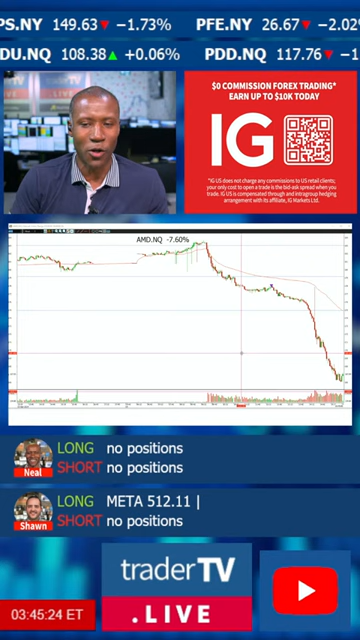 PS.NY 149.63 −1.73% PFE.NY 26.67 −2.02
DU.NQ 108.38 +0.06% PDD.NQ 117.76 −1
$0 COMMISSION FOREX TRADING*
EARN UP TO $10K TODAY
IG
*IG US does not charge any commissions to US retail clients;
your only cost to open a trade is the bid-ask spread when you
trade. IG US is compensated through and intragroup hedging
arrangement with its affiliate, IG Markets Ltd.
AMD.NQ -7.60%
LONG no positions
SHORT no positions
Neal
LONG META 512.11 |
SHORT no positions
Shawn
traderTV
.LIVE
03:45:24 ET